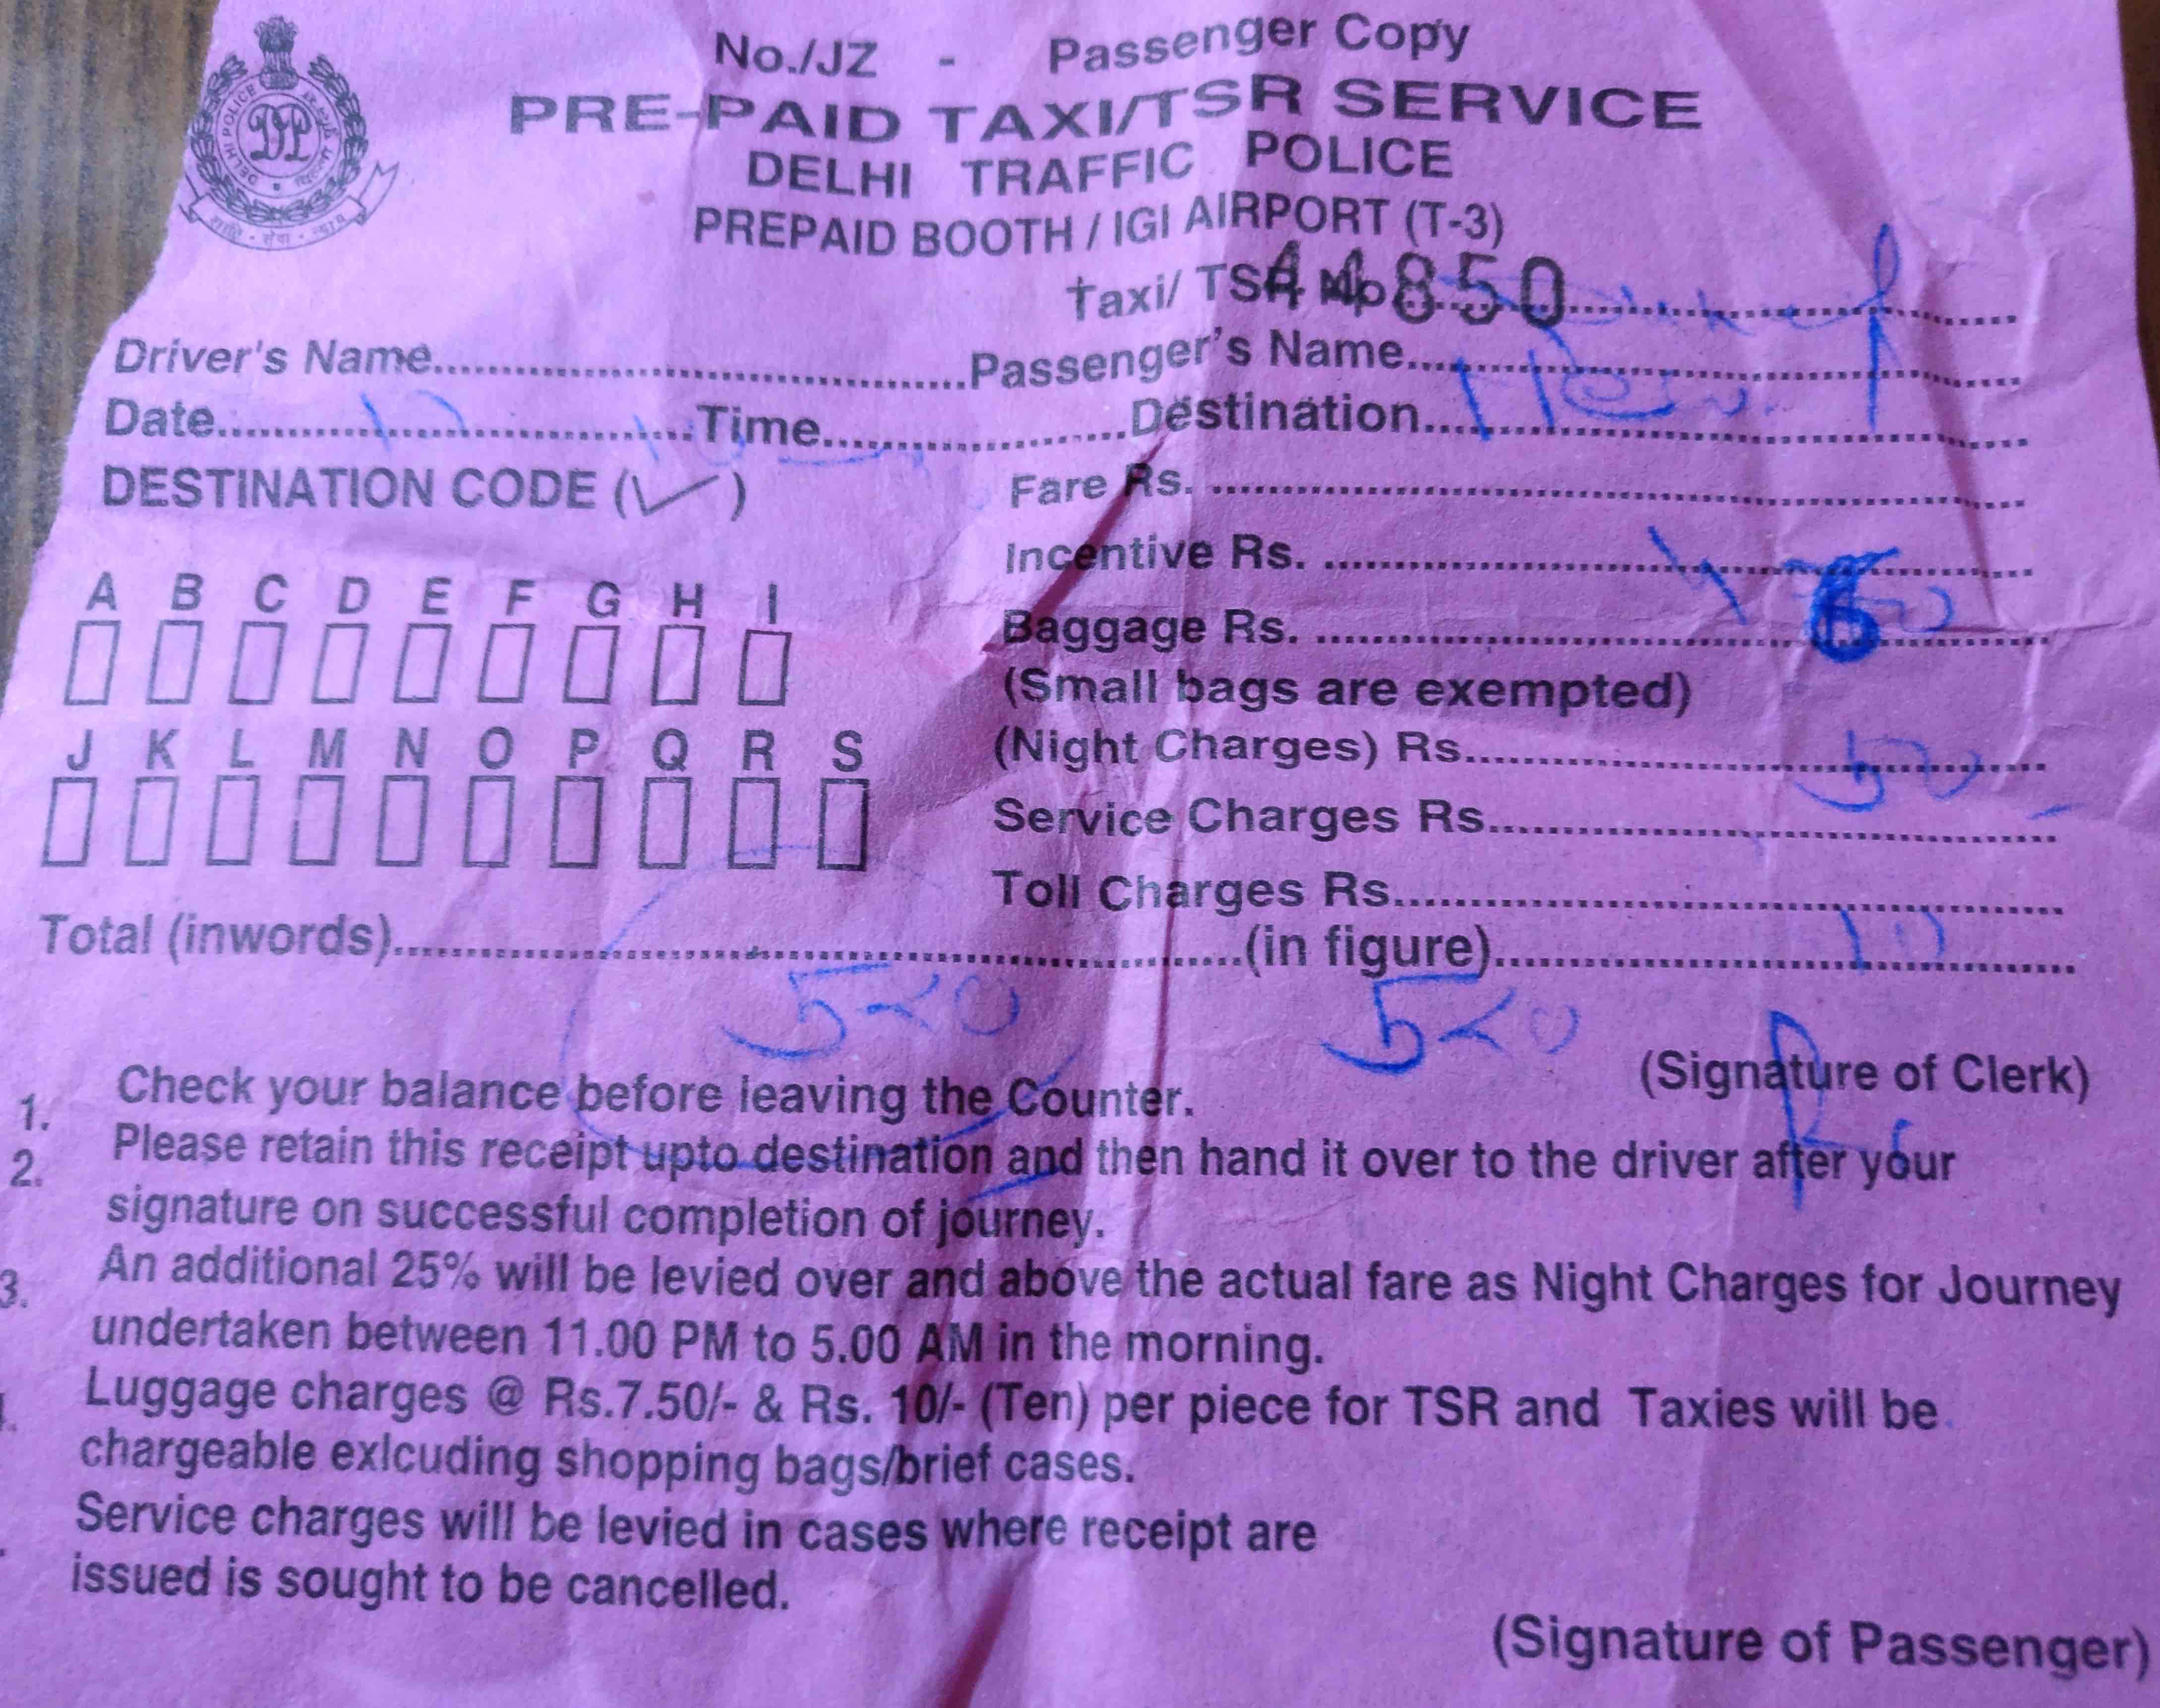 No./JZ - Passenger Copy
PRE-PAID TAXI/TSR SERVICE
DELHI TRAFFIC POLICE
PREPAID BOOTH / IGI AIRPORT (T-3)
Taxi/ TSR No. 44850
Driver's Name Passenger's Name
Date Time Destination
DESTINATION CODE (✓) Fare Rs.
Incentive Rs.
A B C D E F G H I
Baggage Rs.
(Small bags are exempted)
J K L M N O P Q R S
(Night Charges) Rs. 50
Service Charges Rs.
Toll Charges Rs.
Total (inwords) (in figure) 10
(Signature of Clerk)
1. Check your balance before leaving the Counter.
2. Please retain this receipt upto destination and then hand it over to the driver after your
signature on successful completion of journey.
3. An additional 25% will be levied over and above the actual fare as Night Charges for Journey
undertaken between 11.00 PM to 5.00 AM in the morning.
Luggage charges @ Rs.7.50/- & Rs. 10/- (Ten) per piece for TSR and Taxies will be
chargeable exlcuding shopping bags/brief cases.
Service charges will be levied in cases where receipt are
issued is sought to be cancelled.
(Signature of Passenger)